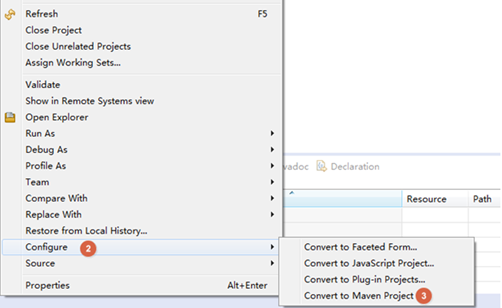 Refresh F5
Close Project
Close Unrelated Projects
Assign Working Sets...
Validate
Show in Remote Systems view
Open Explorer
Run As
Debug As
Profile As
Team
Compare With
Replace With
Restore from Local History...
Configure 2
Source
Properties Alt+Enter
vadoc Declaration
Resource Path
Convert to Faceted Form...
Convert to JavaScript Project...
Convert to Plug-in Projects...
Convert to Maven Project 3